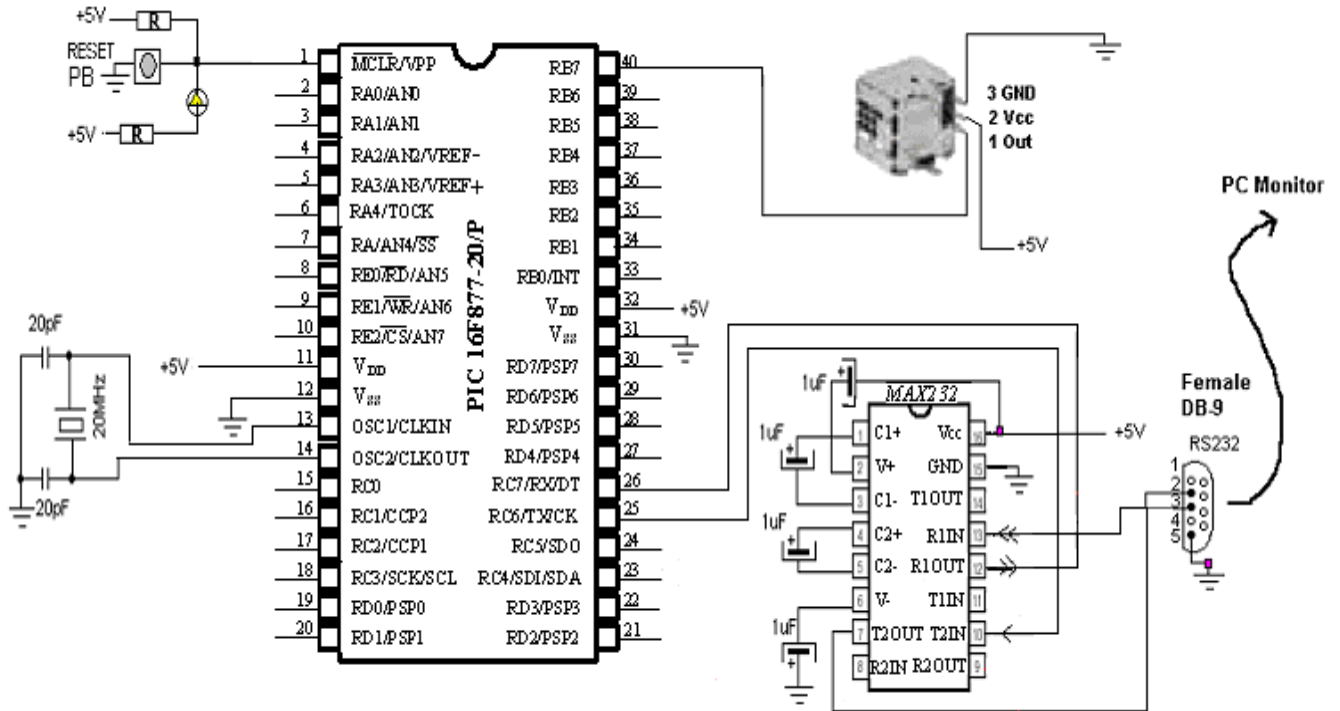 +5V
R
RESET
PB
+5V
R
1
MCLR/VPP
2
RA0/AN0
3
RA1/AN1
4
RA2/AN2/VREF-
5
RA3/AN3/VREF+
6
RA4/TOCK
7
RA/AN4/SS
8
RE0/RD/AN5
9
RE1/WR/AN6
10
RE2/CS/AN7
11
+5V
VDD
12
VSS
13
OSC1/CLKIN
14
OSC2/CLKOUT
15
RC0
16
RC1/CCP2
17
RC2/CCP1
18
RC3/SCK/SCL
19
RD0/PSP0
20
RD1/PSP1
20pF
20MHz
20pF
PIC 16F877-20/P
RB7
40
RB6
39
RB5
38
RB4
37
RB3
36
RB2
35
RB1
34
RB0/INT
33
VDD
32
+5V
VSS
31
RD7/PSP7
30
RD6/PSP6
29
RD5/PSP5
28
RD4/PSP4
27
RC7/RX/DT
26
RC6/TX/CK
25
RC5/SDO
24
RC4/SDI/SDA
23
RD3/PSP3
22
RD2/PSP2
21
3 GND
2 Vcc
1 Out
+5V
PC Monitor
1uF
MAX232
1uF
1uF
1uF
1 C1+ Vcc 16
+5V
2 V+ GND 15
3 C1- T1OUT 14
4 C2+ R1IN 13
5 C2- R1OUT 12
6 V- T1IN 11
7 T2OUT T2IN 10
8 R2IN R2OUT 9
Female
DB-9
RS232
1
2
3
4
5